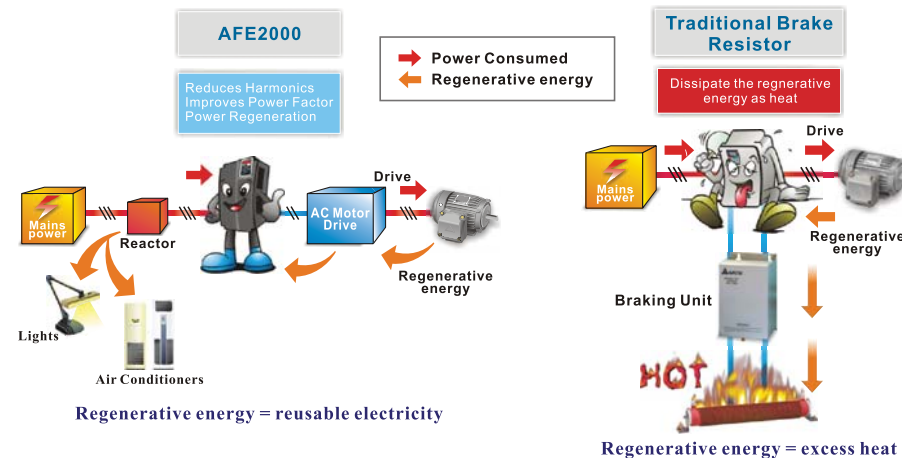 AFE2000
Reduces Harmonics
Improves Power Factor
Power Regeneration
Power Consumed
Regenerative energy
Mains
power
Reactor
AC Motor
Drive
Drive
Regenerative
energy
Lights
Air Conditioners
Regenerative energy = reusable electricity
Traditional Brake
Resistor
Dissipate the regnerative
energy as heat
Mains
power
Drive
Regenerative
energy
Braking Unit
HOT
Regenerative energy = excess heat